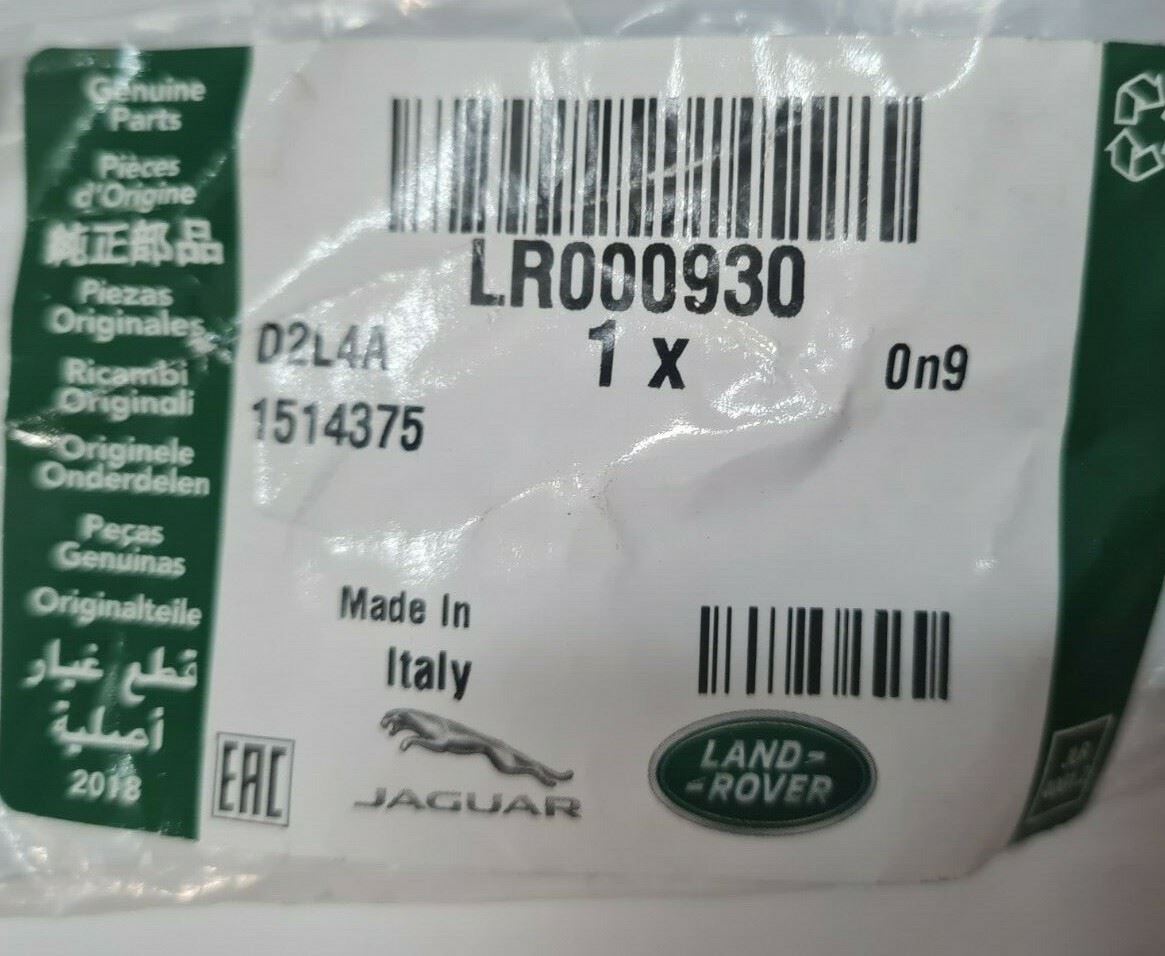 Genuine
Parts
Pièces
d'Origine
純正部品
Piezas
Originales
Ricambi
Originali
Originele
Onderdelen
Peças
Genuinas
Originalteile
قطع غيار
أصلية
2018
LR000930
D2L4A
1 x
0n9
1514375
Made In
Italy
EAC
JAGUAR
LAND-
-ROVER